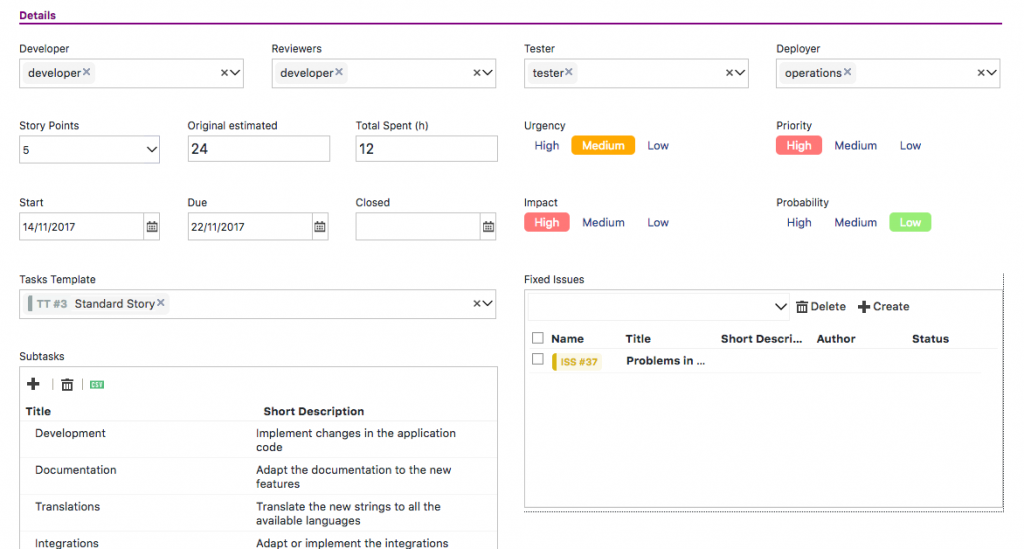 Details
Developer Reviewers Tester Deployer
developer developer tester operations
Story Points Original estimated Total Spent (h) Urgency Priority
5 24 12 High Medium Low High Medium Low
Start Due Closed Impact Probability
14/11/2017 22/11/2017 High Medium Low High Medium Low
Tasks Template Fixed Issues
TT #3 Standard Story
Delete Create
Name Title Short Descri... Author Status
ISS #37 Problems in ...
Subtasks
CSV
Title Short Description
Development Implement changes in the application
code
Documentation Adapt the documentation to the new
features
Translations Translate the new strings to all the
available languages
Integrations Adapt or implement the integrations